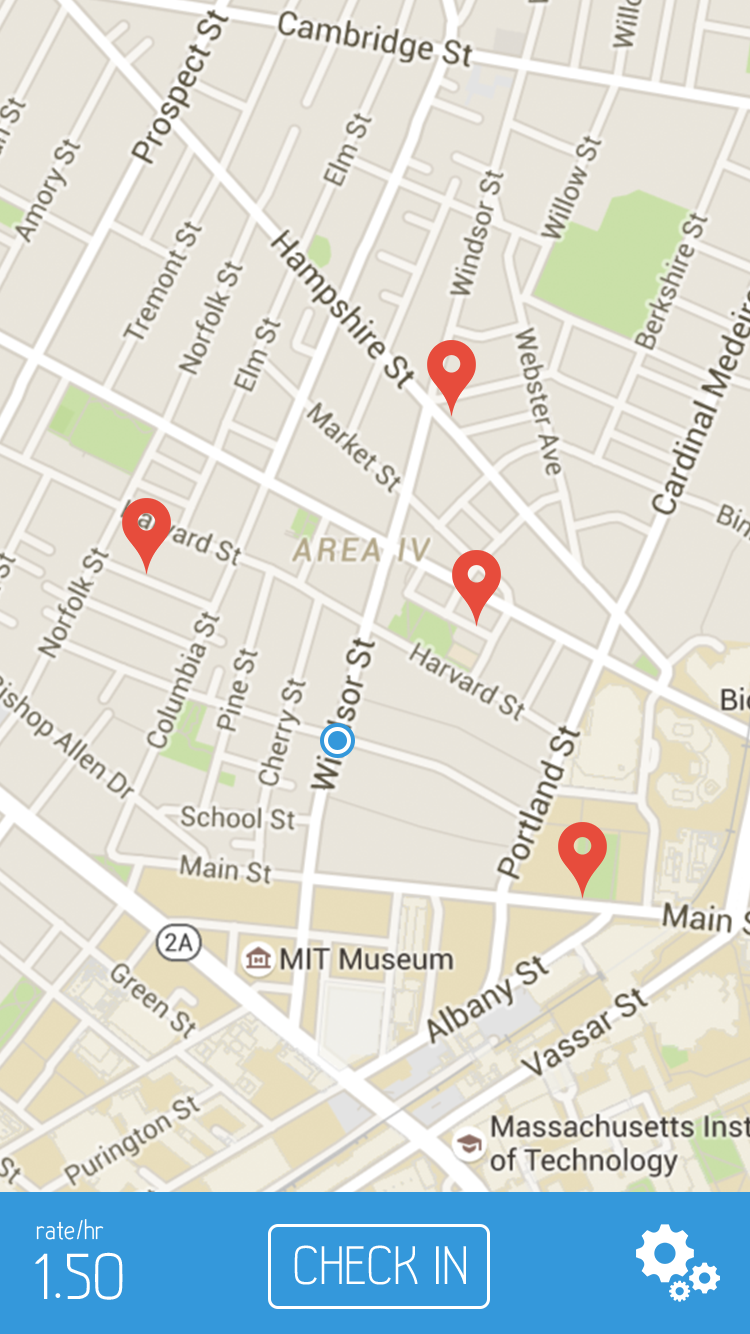 Cambridge St
Prospect St
Elm St
Amory St
Willow St
Windsor St
Berkshire St
Tremont St
Norfolk St
Hampshire St
Elm St
Webster Ave
Cardinal Medeir
Market St
Harvard St
AREA IV
Norfolk St
Columbia St
Pine St
Cherry St
Windsor St
Harvard St
Bishop Allen Dr
Portland St
School St
Main St
Main S
2A
MIT Museum
Green St
Albany St
Vassar St
Purington St
Massachusetts Inst
of Technology
rate/hr
1.50
CHECK IN